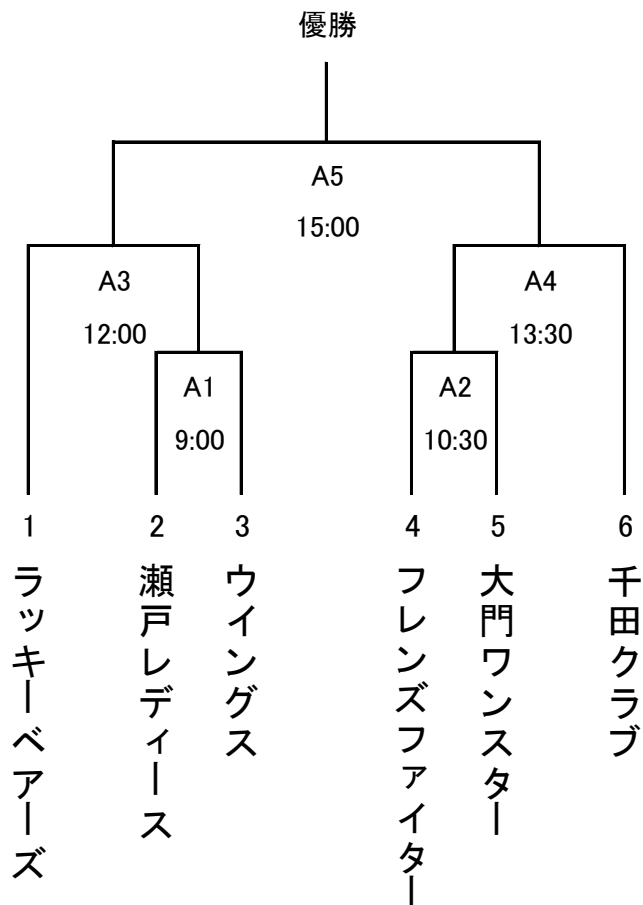 優勝
A5
15:00
A3
12:00
A4
13:30
A1
9:00
A2
10:30
1
2
3
4
5
6
ラッキーベアーズ
瀬戸レディース
ウイングス
フレンズファイター
大門ワンスター
千田クラブ